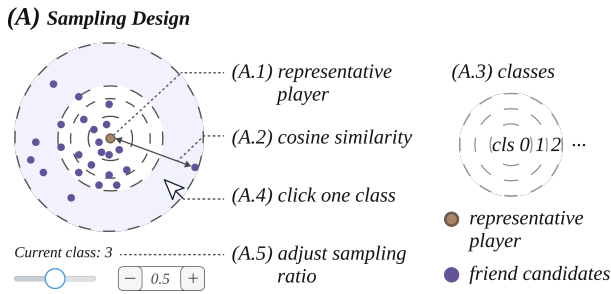 (A) Sampling Design
(A.1) representative
player
(A.2) cosine similarity
(A.4) click one class
(A.5) adjust sampling
ratio
Current class: 3
− 0.5 +
(A.3) classes
cls 0 1 2 ...
representative
player
friend candidates